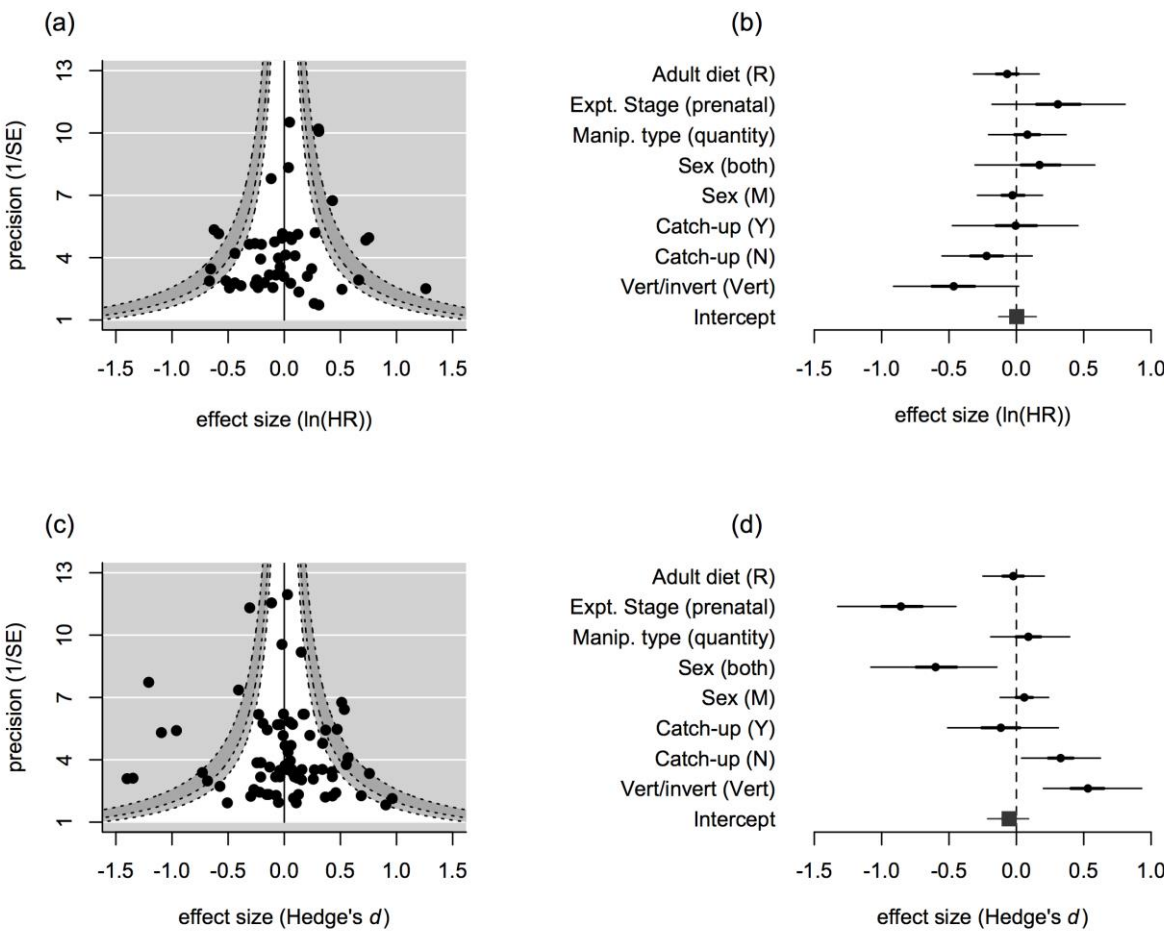 (a)
precision (1/SE)
13
10
7
4
1
-1.5 -1.0 -0.5 0.0 0.5 1.0 1.5
effect size (ln(HR))
(b)
Adult diet (R)
Expt. Stage (prenatal)
Manip. type (quantity)
Sex (both)
Sex (M)
Catch-up (Y)
Catch-up (N)
Vert/invert (Vert)
Intercept
-1.5 -1.0 -0.5 0.0 0.5 1.0
effect size (ln(HR))
(c)
precision (1/SE)
13
10
7
4
1
-1.5 -1.0 -0.5 0.0 0.5 1.0 1.5
effect size (Hedge's d)
(d)
Adult diet (R)
Expt. Stage (prenatal)
Manip. type (quantity)
Sex (both)
Sex (M)
Catch-up (Y)
Catch-up (N)
Vert/invert (Vert)
Intercept
-1.5 -1.0 -0.5 0.0 0.5 1.0
effect size (Hedge's d)